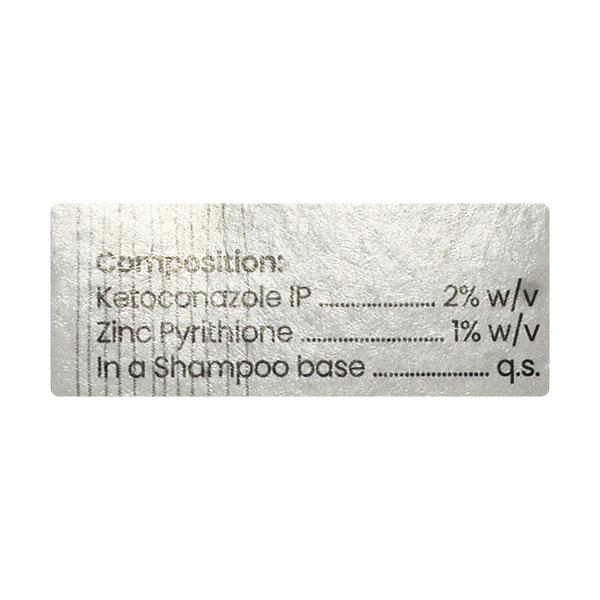 Composition:
Ketoconazole IP ...................... 2% w/v
Zinc Pyrithione ........................... 1% w/v
In a Shampoo base ...................... q.s.